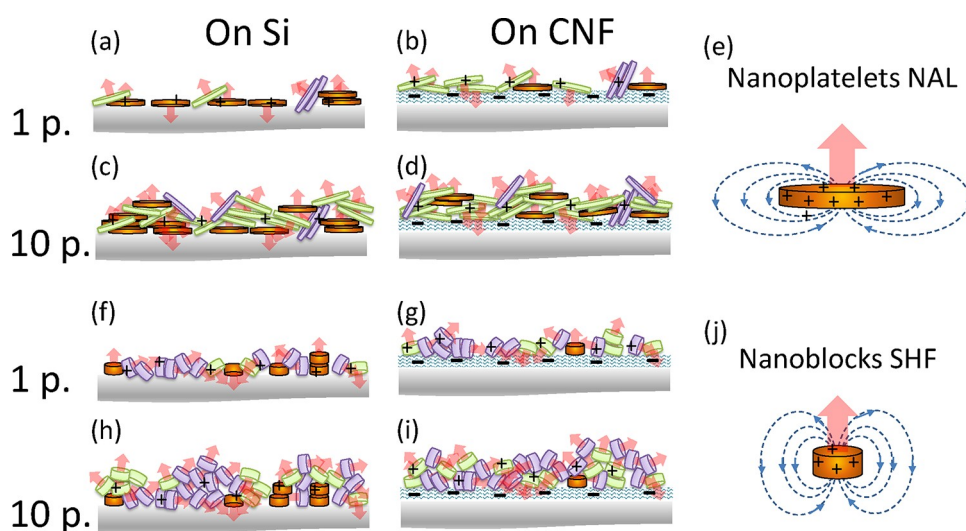 On Si
On CNF
(a)
(b)
(e)
Nanoplatelets NAL
1 p.
(c)
(d)
10 p.
(f)
(g)
(j)
Nanoblocks SHF
1 p.
(h)
(i)
10 p.